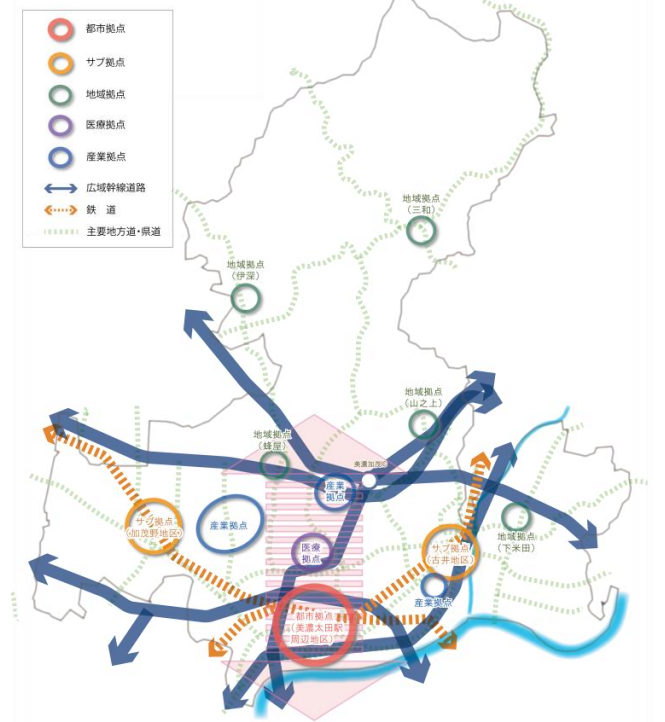 都市拠点
サブ拠点
地域拠点
医療拠点
産業拠点
広域幹線道路
鉄 道
主要地方道・県道
地域拠点
(三和)
地域拠点
(伊深)
地域拠点
(山之上)
地域拠点
(蜂屋)
美濃加茂IC
産業
拠点
サブ拠点
(加茂野地区)
産業拠点
地域拠点
(下米田)
医療
拠点
サブ拠点
(古井地区)
産業拠点
都市拠点
(美濃太田駅
周辺地区)